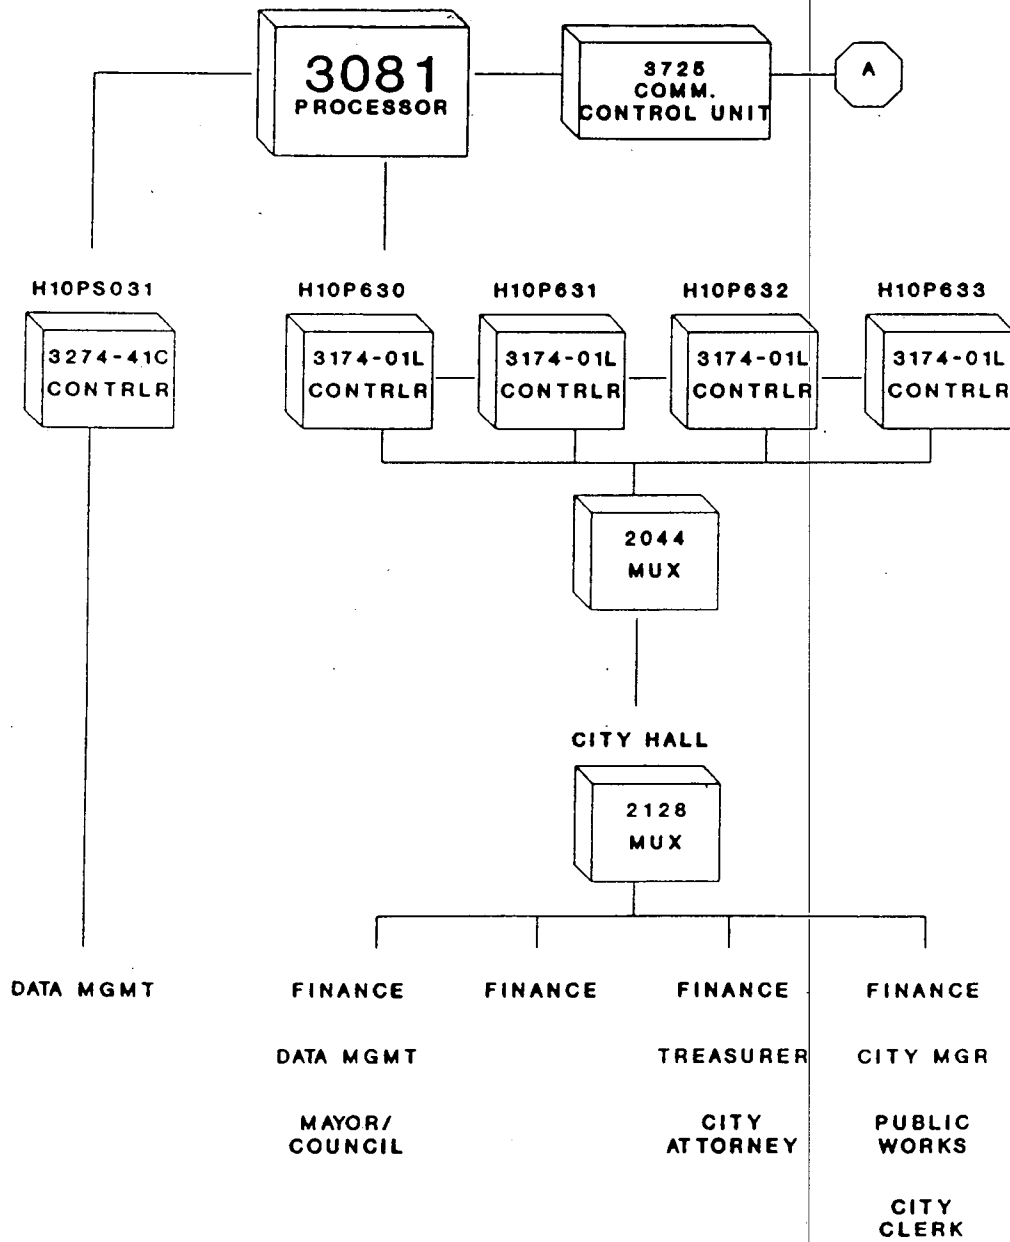 3081
PROCESSOR
3725
COMM.
CONTROL UNIT
A
H10PS031
H10P630
H10P631
H10P632
H10P633
3274-41C
CONTRLR
3174-01L
CONTRLR
3174-01L
CONTRLR
3174-01L
CONTRLR
3174-01L
CONTRLR
2044
MUX
CITY HALL
2128
MUX
DATA MGMT
FINANCE
FINANCE
FINANCE
FINANCE
DATA MGMT
TREASURER
CITY MGR
MAYOR/
COUNCIL
CITY
ATTORNEY
PUBLIC
WORKS
CITY
CLERK